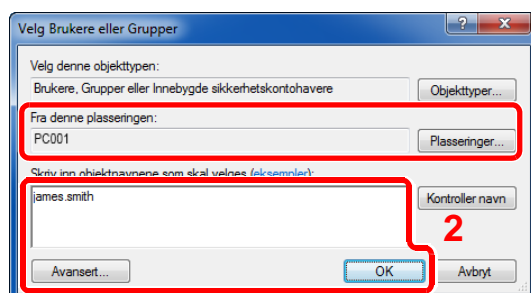 Velg Brukere eller Grupper
Velg denne objekttypen:
Brukere, Grupper eller Innebygde sikkerhetskontohavere
Objekttyper...
Fra denne plasseringen:
PC001
Plasseringer...
Skriv inn objektnavnene som skal velges (eksempler):
james.smith
Kontroller navn
2
Avansert...
OK
Avbryt